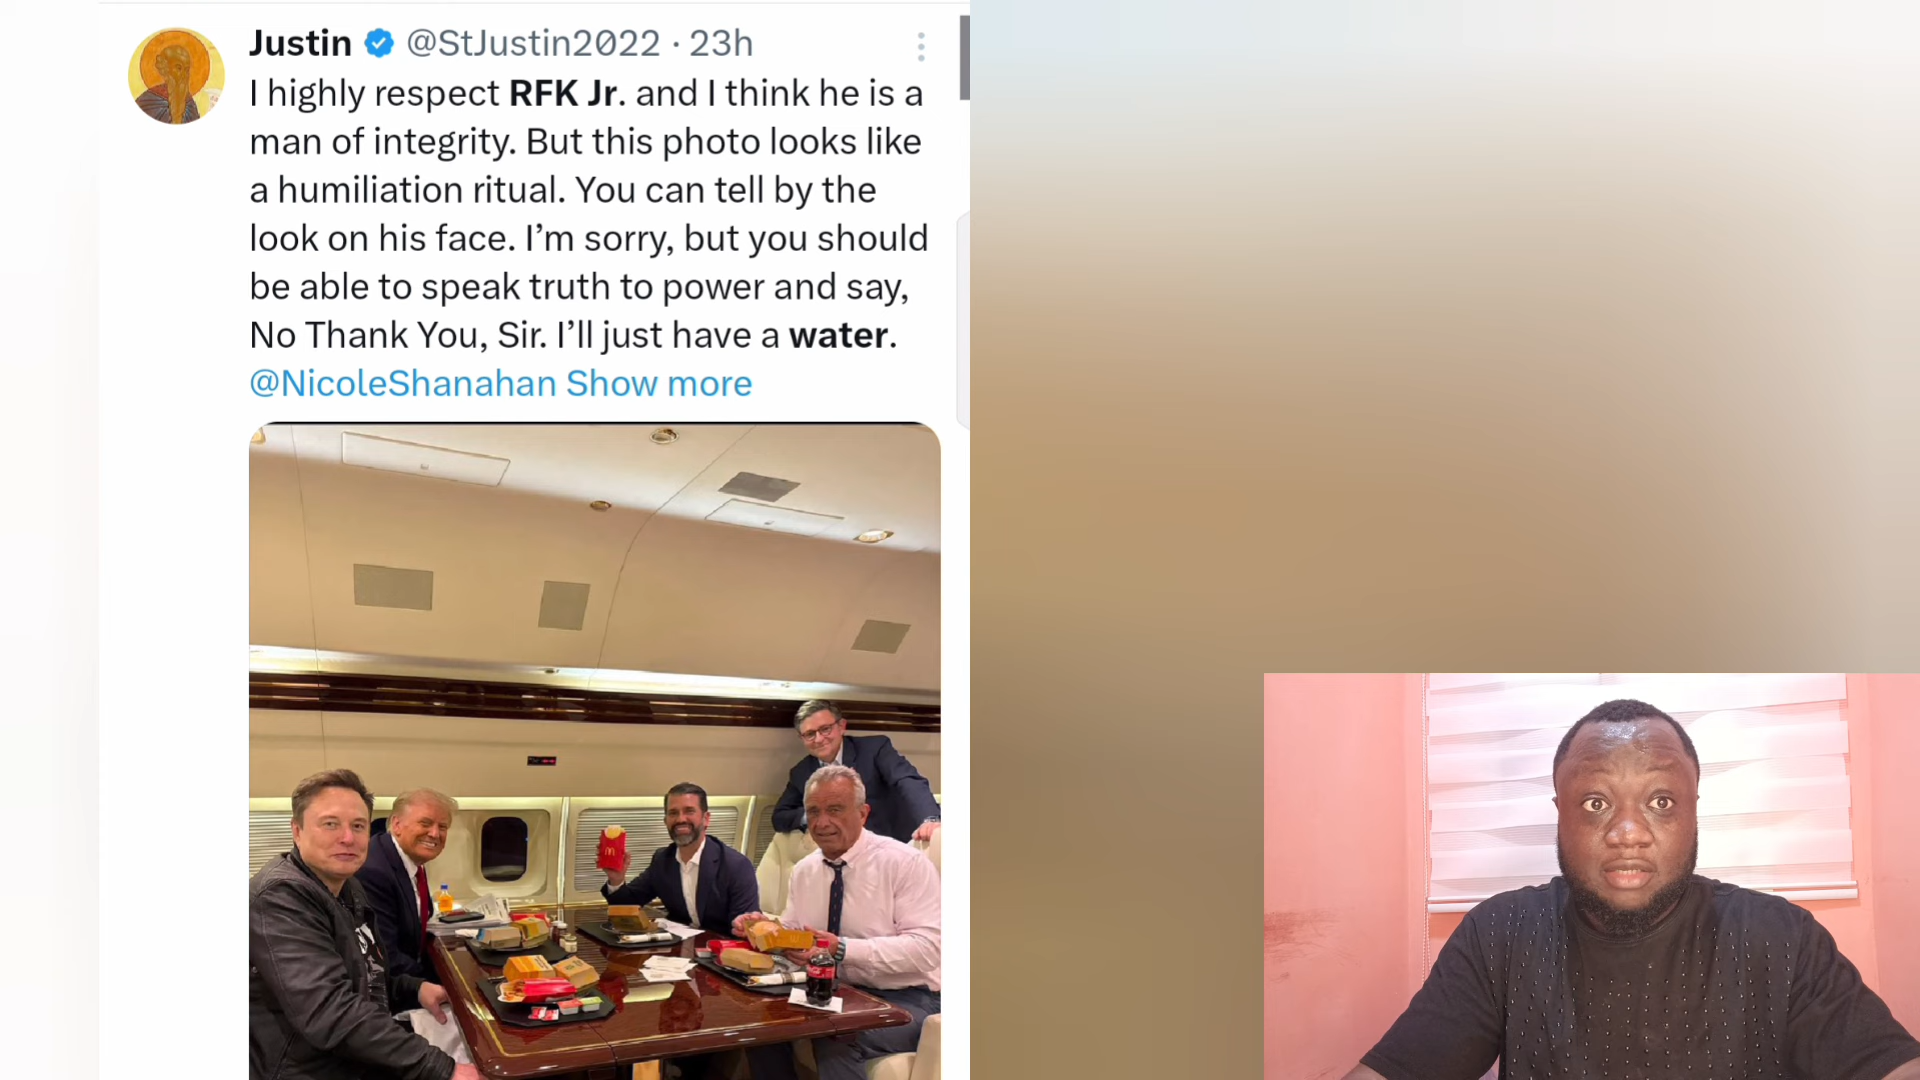 Justin @StJustin2022 · 23h
I highly respect RFK Jr. and I think he is a
man of integrity. But this photo looks like
a humiliation ritual. You can tell by the
look on his face. I’m sorry, but you should
be able to speak truth to power and say,
No Thank You, Sir. I’ll just have a water.
@NicoleShanahan Show more